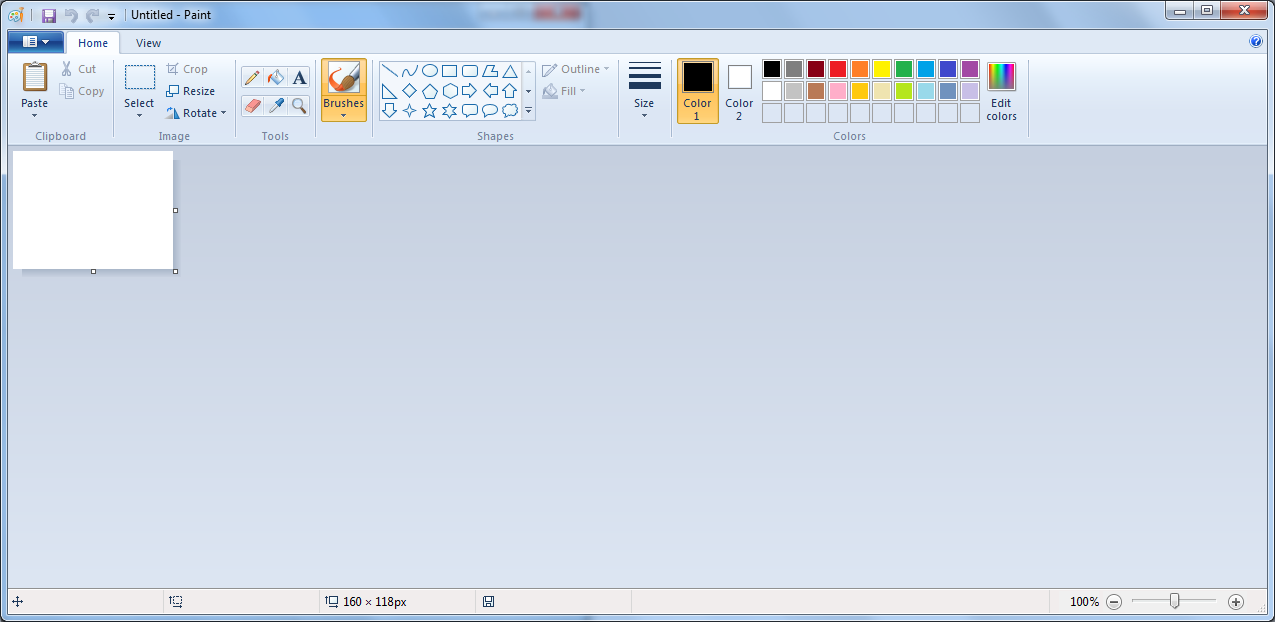 Untitled - Paint
Home View
Paste
Cut
Copy
Clipboard
Select
Crop
Resize
Rotate
Image
A
Tools
Brushes
Outline
Fill
Shapes
Size
Color
1
Color
2
Edit
colors
Colors
160 × 118px
100%